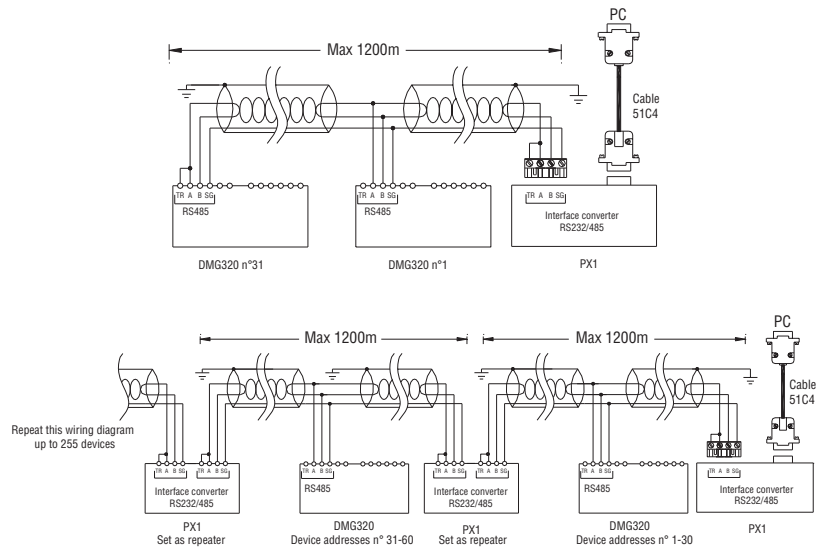 PC
Max 1200m
Cable
51C4
TR A B SG
RS485
TR A B SG
RS485
TR A B SG
Interface converter
RS232/485
DMG320 n°31
DMG320 n°1
PX1
Max 1200m
Max 1200m
PC
Cable
51C4
Repeat this wiring diagram
up to 255 devices
TR A B SG
TR A B SG
Interface converter
RS232/485
TR A B SG
RS485
TR A B SG
TR A B SG
Interface converter
RS232/485
TR A B SG
RS485
TR A B SG
Interface converter
RS232/485
PX1
Set as repeater
DMG320
Device addresses n° 31-60
PX1
Set as repeater
DMG320
Device addresses n° 1-30
PX1